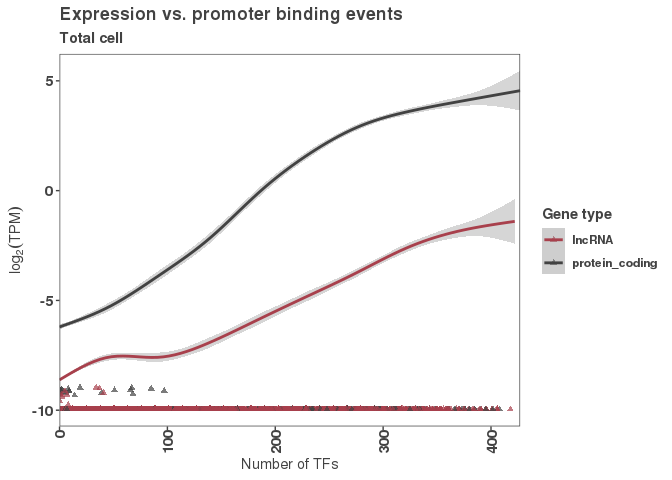 Expression vs. promoter binding events
Total cell
5
0
-5
-10
log2(TPM)
0
100
200
300
400
Number of TFs
Gene type
lncRNA
protein_coding